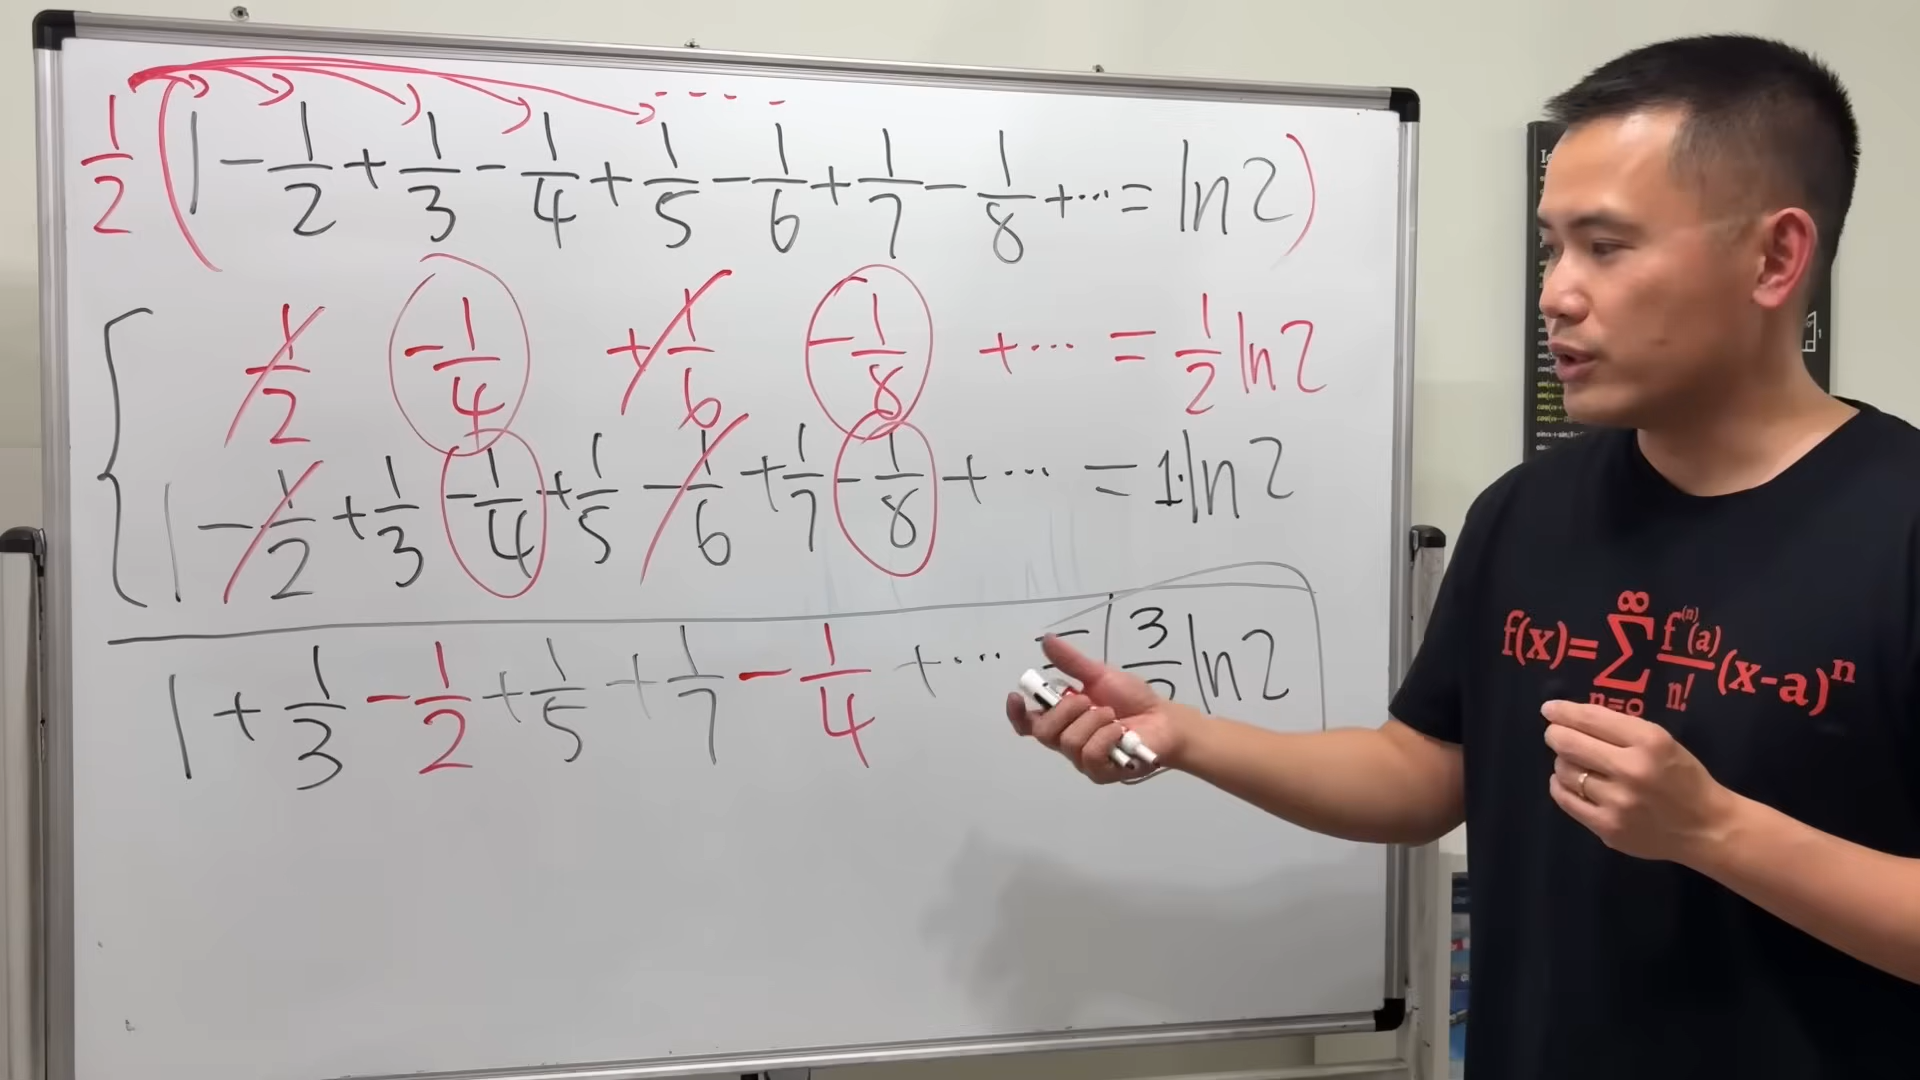 1/2 (1 - 1/2 + 1/3 - 1/4 + 1/5 - 1/6 + 1/7 - 1/8 + ... = ln2)
1/2 - 1/4 + 1/6 - 1/8 + ... = 1/2 ln2
1 - 1/2 + 1/3 - 1/4 + 1/5 - 1/6 + 1/7 - 1/8 + ... = 1·ln2
1 + 1/3 - 1/2 + 1/5 + 1/7 - 1/4 + ... = 3/2 ln2
f(x)=∑_{n=0}^{∞} f^{(n)}(a)/n! (x-a)^n